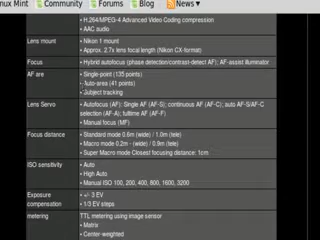 inux Mint Community Forums Blog News▼
• H.264/MPEG-4 Advanced Video Coding compression
• AAC audio
Lens mount • Nikon 1 mount
• Approx. 2.7x lens focal length (Nikon CX-format)
Focus • Hybrid autofocus (phase detection/contrast-detect AF); AF-assist illuminator
AF are • Single-point (135 points)
• Auto-area (41 points)
• Subject tracking
Lens Servo • Autofocus (AF); Single AF (AF-S); continuous AF (AF-C); auto AF-S/AF-C
selection (AF-A); fulltime AF (AF-F)
• Manual focus (MF)
Focus distance • Standard mode 0.6m (wide) / 1.0m (tele)
• Macro mode 0.2m - (wide) / 0.9m (tele)
• Super Macro mode Closest focusing distance: 1cm
ISO sensitivity • Auto
• High Auto
• Manual ISO 100, 200, 400, 800, 1600, 3200
Exposure • +/- 3 EV
compensation • 1/3 EV steps
metering TTL metering using image sensor
• Matrix
• Center-weighted